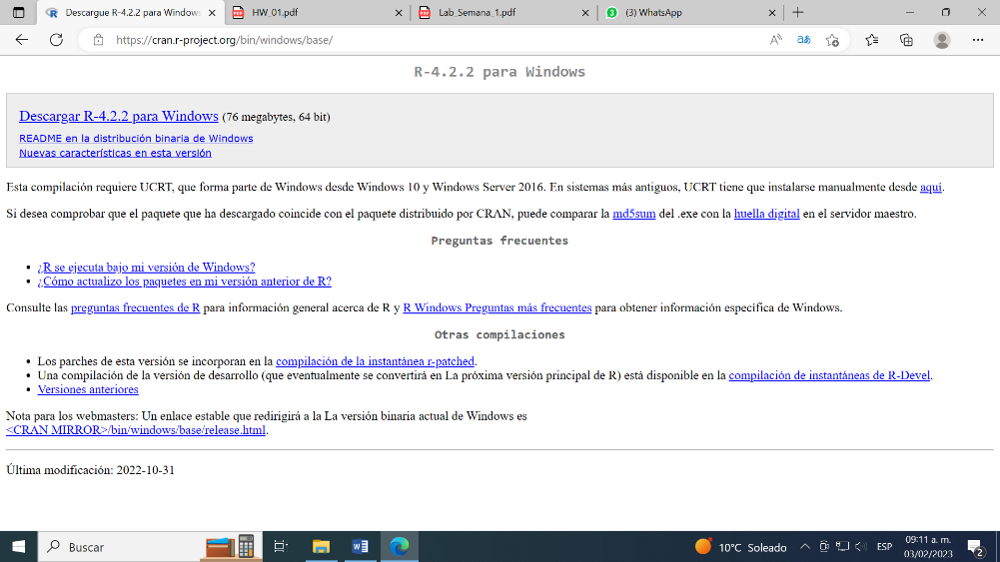 Descargue R-4.2.2 para Windows
HW_01.pdf
Lab_Semana_1.pdf
(3) WhatsApp
https://cran.r-project.org/bin/windows/base/
R-4.2.2 para Windows
Descargar R-4.2.2 para Windows (76 megabytes, 64 bit)
README en la distribución binaria de Windows
Nuevas características en esta versión
Esta compilación requiere UCRT, que forma parte de Windows desde Windows 10 y Windows Server 2016. En sistemas más antiguos, UCRT tiene que instalarse manualmente desde aquí.
Si desea comprobar que el paquete que ha descargado coincide con el paquete distribuido por CRAN, puede comparar la md5sum del .exe con la huella digital en el servidor maestro.
Preguntas frecuentes
• ¿R se ejecuta bajo mi versión de Windows?
• ¿Cómo actualizo los paquetes en mi versión anterior de R?
Consulte las preguntas frecuentes de R para información general acerca de R y R Windows Preguntas más frecuentes para obtener información específica de Windows.
Otras compilaciones
• Los parches de esta versión se incorporan en la compilación de la instantánea r-patched.
• Una compilación de la versión de desarrollo (que eventualmente se convertirá en La próxima versión principal de R) está disponible en la compilación de instantáneas de R-Devel.
• Versiones anteriores
Nota para los webmasters: Un enlace estable que redirigirá a la La versión binaria actual de Windows es
<CRAN MIRROR>/bin/windows/base/release.html.
Última modificación: 2022-10-31
Buscar
10°C Soleado
ESP
09:11 a. m.
03/02/2023
2